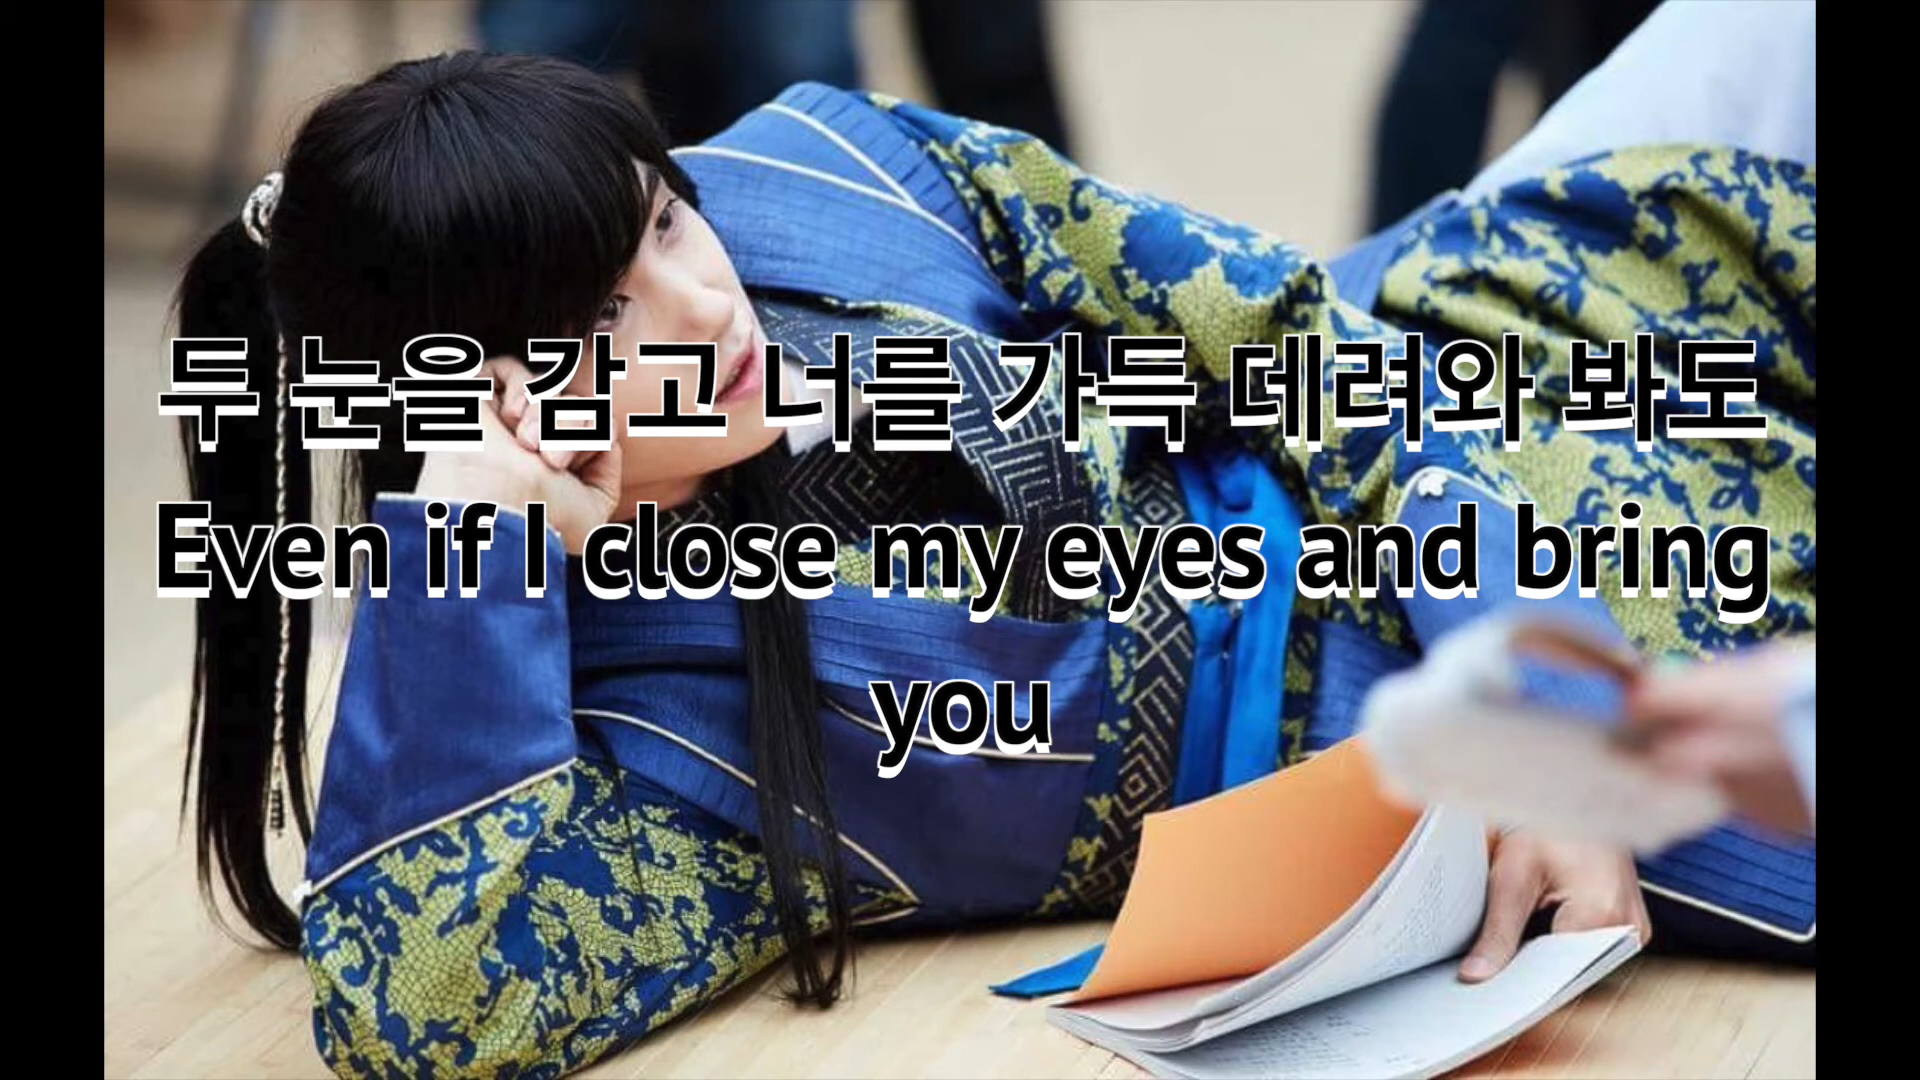 두 눈을 감고 너를 가득 데려와 봐도
Even if I close my eyes and bring
you